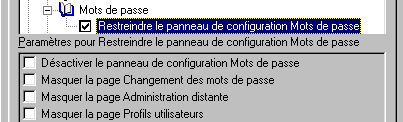 Mots de passe
Restreindre le panneau de configuration Mots de passe
Paramètres pour Restreindre le panneau de configuration Mots de passe
Désactiver le panneau de configuration Mots de passe
Masquer la page Changement des mots de passe
Masquer la page Administration distante
Masquer la page Profils utilisateurs